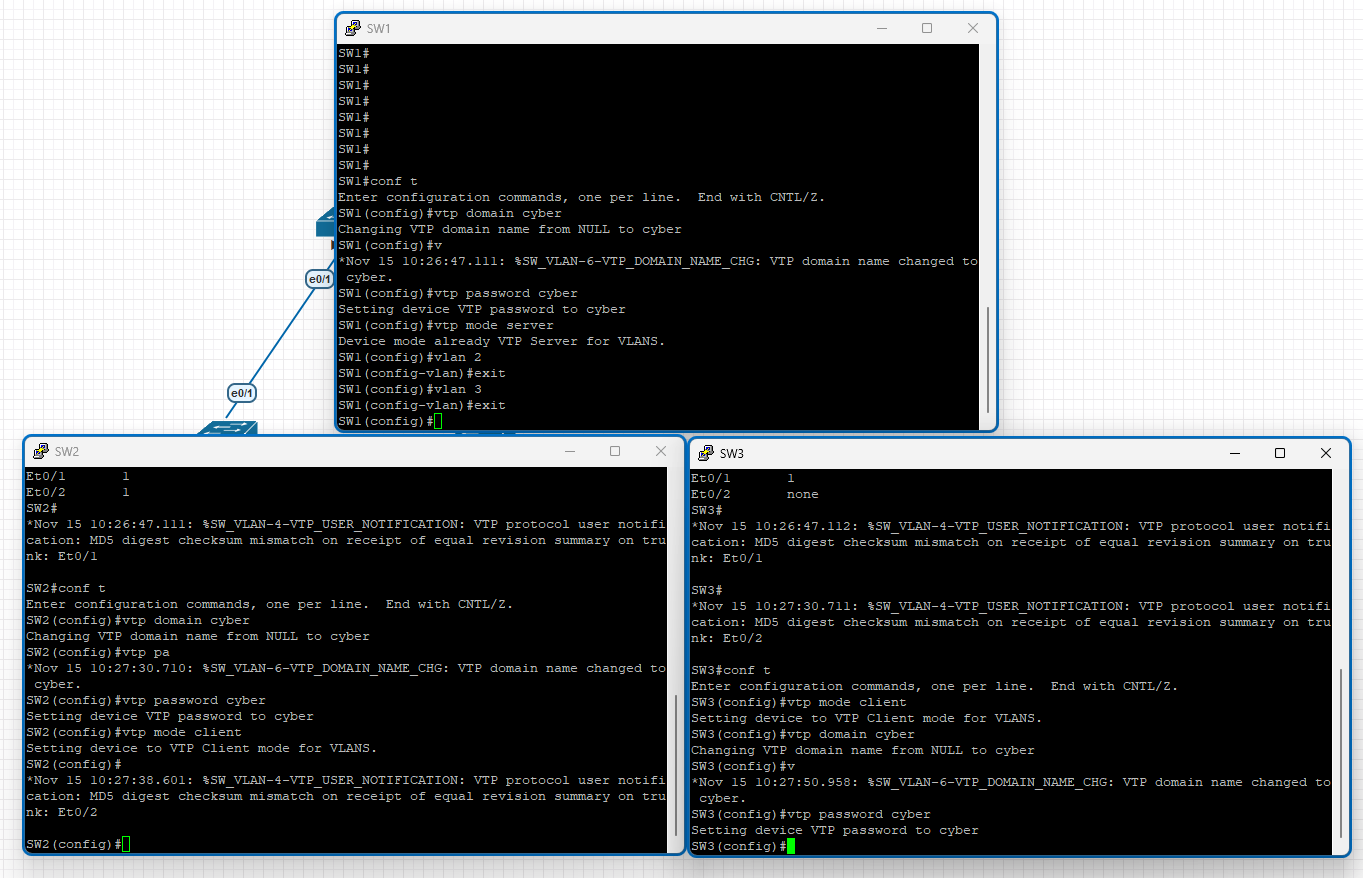 SW1
SW1#
SW1#
SW1#
SW1#
SW1#
SW1#
SW1#
SW1#
SW1#conf t
Enter configuration commands, one per line.  End with CNTL/Z.
SW1(config)#vtp domain cyber
Changing VTP domain name from NULL to cyber
SW1(config)#v
*Nov 15 10:26:47.111: %SW_VLAN-6-VTP_DOMAIN_NAME_CHG: VTP domain name changed to
 cyber.
SW1(config)#vtp password cyber
Setting device VTP password to cyber
SW1(config)#vtp mode server
Device mode already VTP Server for VLANS.
SW1(config)#vlan 2
SW1(config-vlan)#exit
SW1(config)#vlan 3
SW1(config-vlan)#exit
SW1(config)#
e0/1
e0/1
SW2
Et0/1       1
Et0/2       1
SW2#
*Nov 15 10:26:47.111: %SW_VLAN-4-VTP_USER_NOTIFICATION: VTP protocol user notifi
cation: MD5 digest checksum mismatch on receipt of equal revision summary on tru
nk: Et0/1
SW2#conf t
Enter configuration commands, one per line.  End with CNTL/Z.
SW2(config)#vtp domain cyber
Changing VTP domain name from NULL to cyber
SW2(config)#vtp pa
*Nov 15 10:27:30.710: %SW_VLAN-6-VTP_DOMAIN_NAME_CHG: VTP domain name changed to
 cyber.
SW2(config)#vtp password cyber
Setting device VTP password to cyber
SW2(config)#vtp mode client
Setting device to VTP Client mode for VLANS.
SW2(config)#
*Nov 15 10:27:38.601: %SW_VLAN-4-VTP_USER_NOTIFICATION: VTP protocol user notifi
cation: MD5 digest checksum mismatch on receipt of equal revision summary on tru
nk: Et0/2
SW2(config)#
SW3
Et0/1       1
Et0/2       none
SW3#
*Nov 15 10:26:47.112: %SW_VLAN-4-VTP_USER_NOTIFICATION: VTP protocol user notifi
cation: MD5 digest checksum mismatch on receipt of equal revision summary on tru
nk: Et0/1
SW3#
*Nov 15 10:27:30.711: %SW_VLAN-4-VTP_USER_NOTIFICATION: VTP protocol user notifi
cation: MD5 digest checksum mismatch on receipt of equal revision summary on tru
nk: Et0/2
SW3#conf t
Enter configuration commands, one per line.  End with CNTL/Z.
SW3(config)#vtp mode client
Setting device to VTP Client mode for VLANS.
SW3(config)#vtp domain cyber
Changing VTP domain name from NULL to cyber
SW3(config)#v
*Nov 15 10:27:50.958: %SW_VLAN-6-VTP_DOMAIN_NAME_CHG: VTP domain name changed to
 cyber.
SW3(config)#vtp password cyber
Setting device VTP password to cyber
SW3(config)#